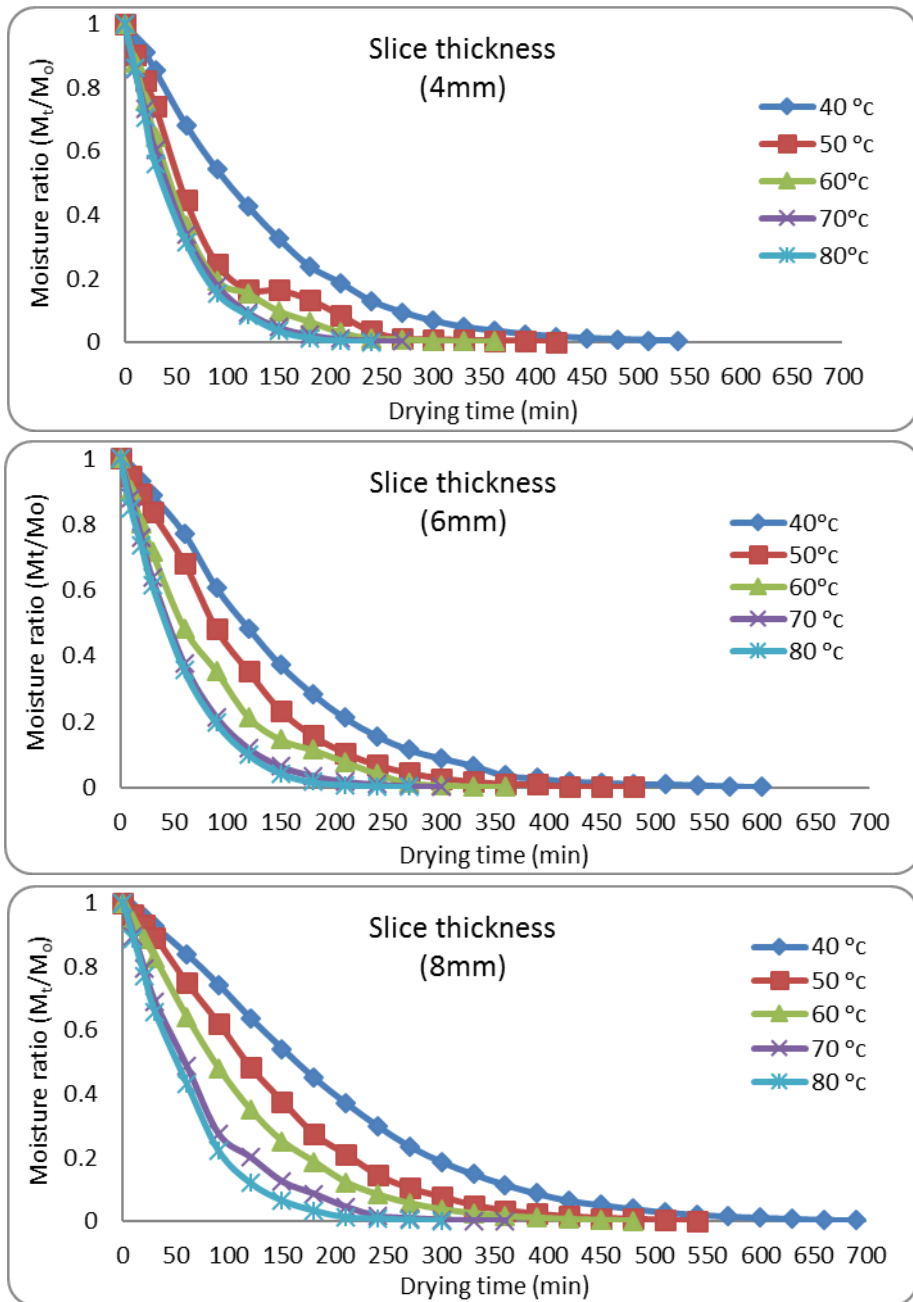 Slice thickness
(4mm)
Moisture ratio (Mt/Mo)
1
0.8
0.6
0.4
0.2
0
0 50 100 150 200 250 300 350 400 450 500 550 600 650 700
Drying time (min)
40 °c
50 °c
60°c
70°c
80°c
Slice thickness
(6mm)
Moisture ratio (Mt/Mo)
1
0.8
0.6
0.4
0.2
0
0 50 100 150 200 250 300 350 400 450 500 550 600 700
Drying time (min)
40°c
50°c
60°c
70 °c
80 °c
Slice thickness
(8mm)
Moisture ratio (Mt/Mo)
1
0.8
0.6
0.4
0.2
0
0 50 100 150 200 250 300 350 400 450 500 550 600 650 700
Drying time (min)
40 °c
50 °c
60 °c
70 °c
80 °c